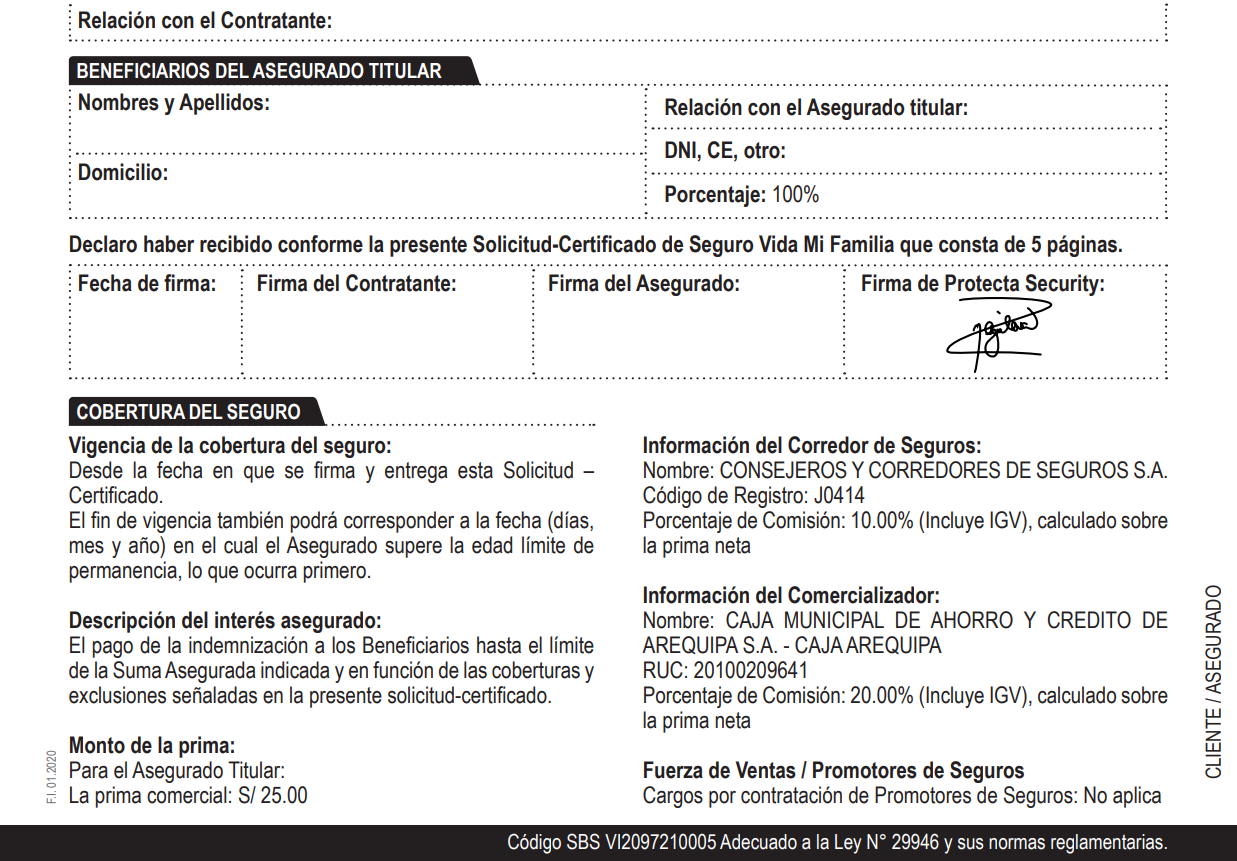 Relación con el Contratante:
BENEFICIARIOS DEL ASEGURADO TITULAR
Nombres y Apellidos:
Domicilio:
Relación con el Asegurado titular:
DNI, CE, otro:
Porcentaje: 100%
Declaro haber recibido conforme la presente Solicitud-Certificado de Seguro Vida Mi Familia que consta de 5 páginas.
Fecha de firma:
Firma del Contratante:
Firma del Asegurado:
Firma de Protecta Security:
COBERTURA DEL SEGURO
Vigencia de la cobertura del seguro:
Desde la fecha en que se firma y entrega esta Solicitud –
Certificado.
El fin de vigencia también podrá corresponder a la fecha (días,
mes y año) en el cual el Asegurado supere la edad límite de
permanencia, lo que ocurra primero.
Descripción del interés asegurado:
El pago de la indemnización a los Beneficiarios hasta el límite
de la Suma Asegurada indicada y en función de las coberturas y
exclusiones señaladas en la presente solicitud-certificado.
Monto de la prima:
Para el Asegurado Titular:
La prima comercial: S/ 25.00
Información del Corredor de Seguros:
Nombre: CONSEJEROS Y CORREDORES DE SEGUROS S.A.
Código de Registro: J0414
Porcentaje de Comisión: 10.00% (Incluye IGV), calculado sobre
la prima neta
Información del Comercializador:
Nombre: CAJA MUNICIPAL DE AHORRO Y CREDITO DE
AREQUIPA S.A. - CAJA AREQUIPA
RUC: 20100209641
Porcentaje de Comisión: 20.00% (Incluye IGV), calculado sobre
la prima neta
Fuerza de Ventas / Promotores de Seguros
Cargos por contratación de Promotores de Seguros: No aplica
F.I. 01.2020
CLIENTE / ASEGURADO
Código SBS VI2097210005 Adecuado a la Ley N° 29946 y sus normas reglamentarias.